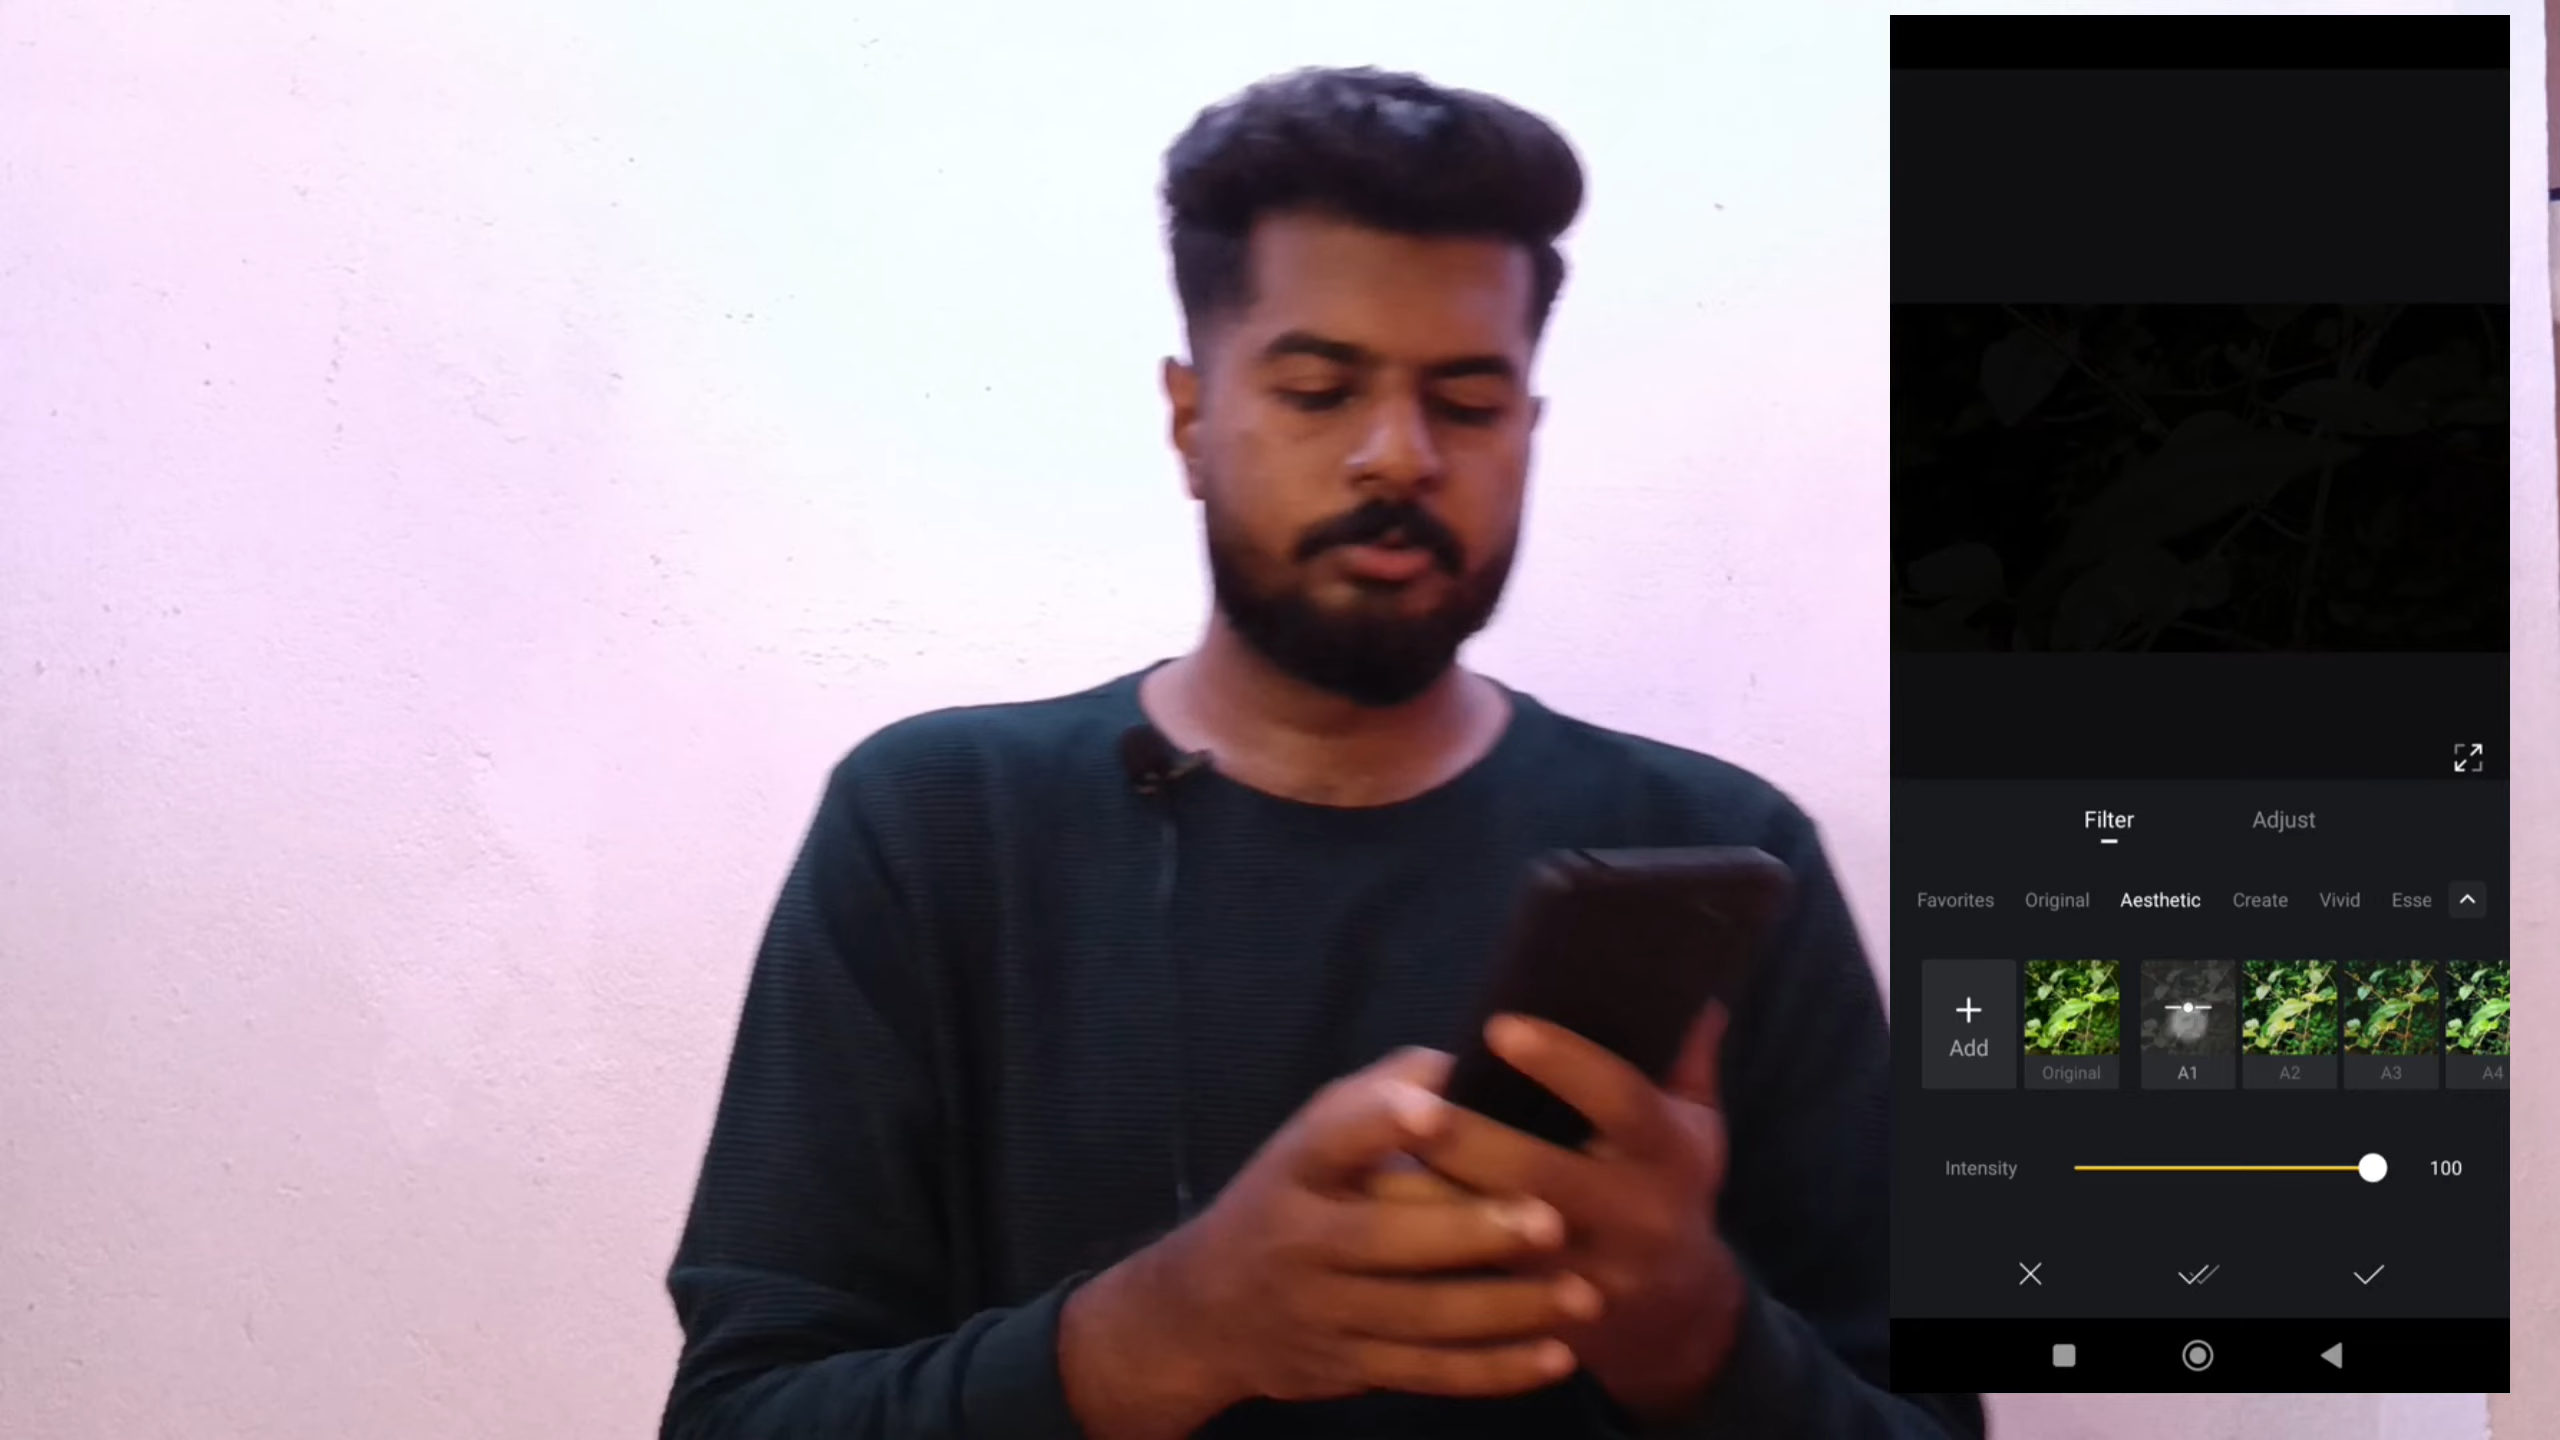 Filter Adjust
Favorites Original Aesthetic Create Vivid Esse
Add Original A1 A2 A3 A4
Intensity 100